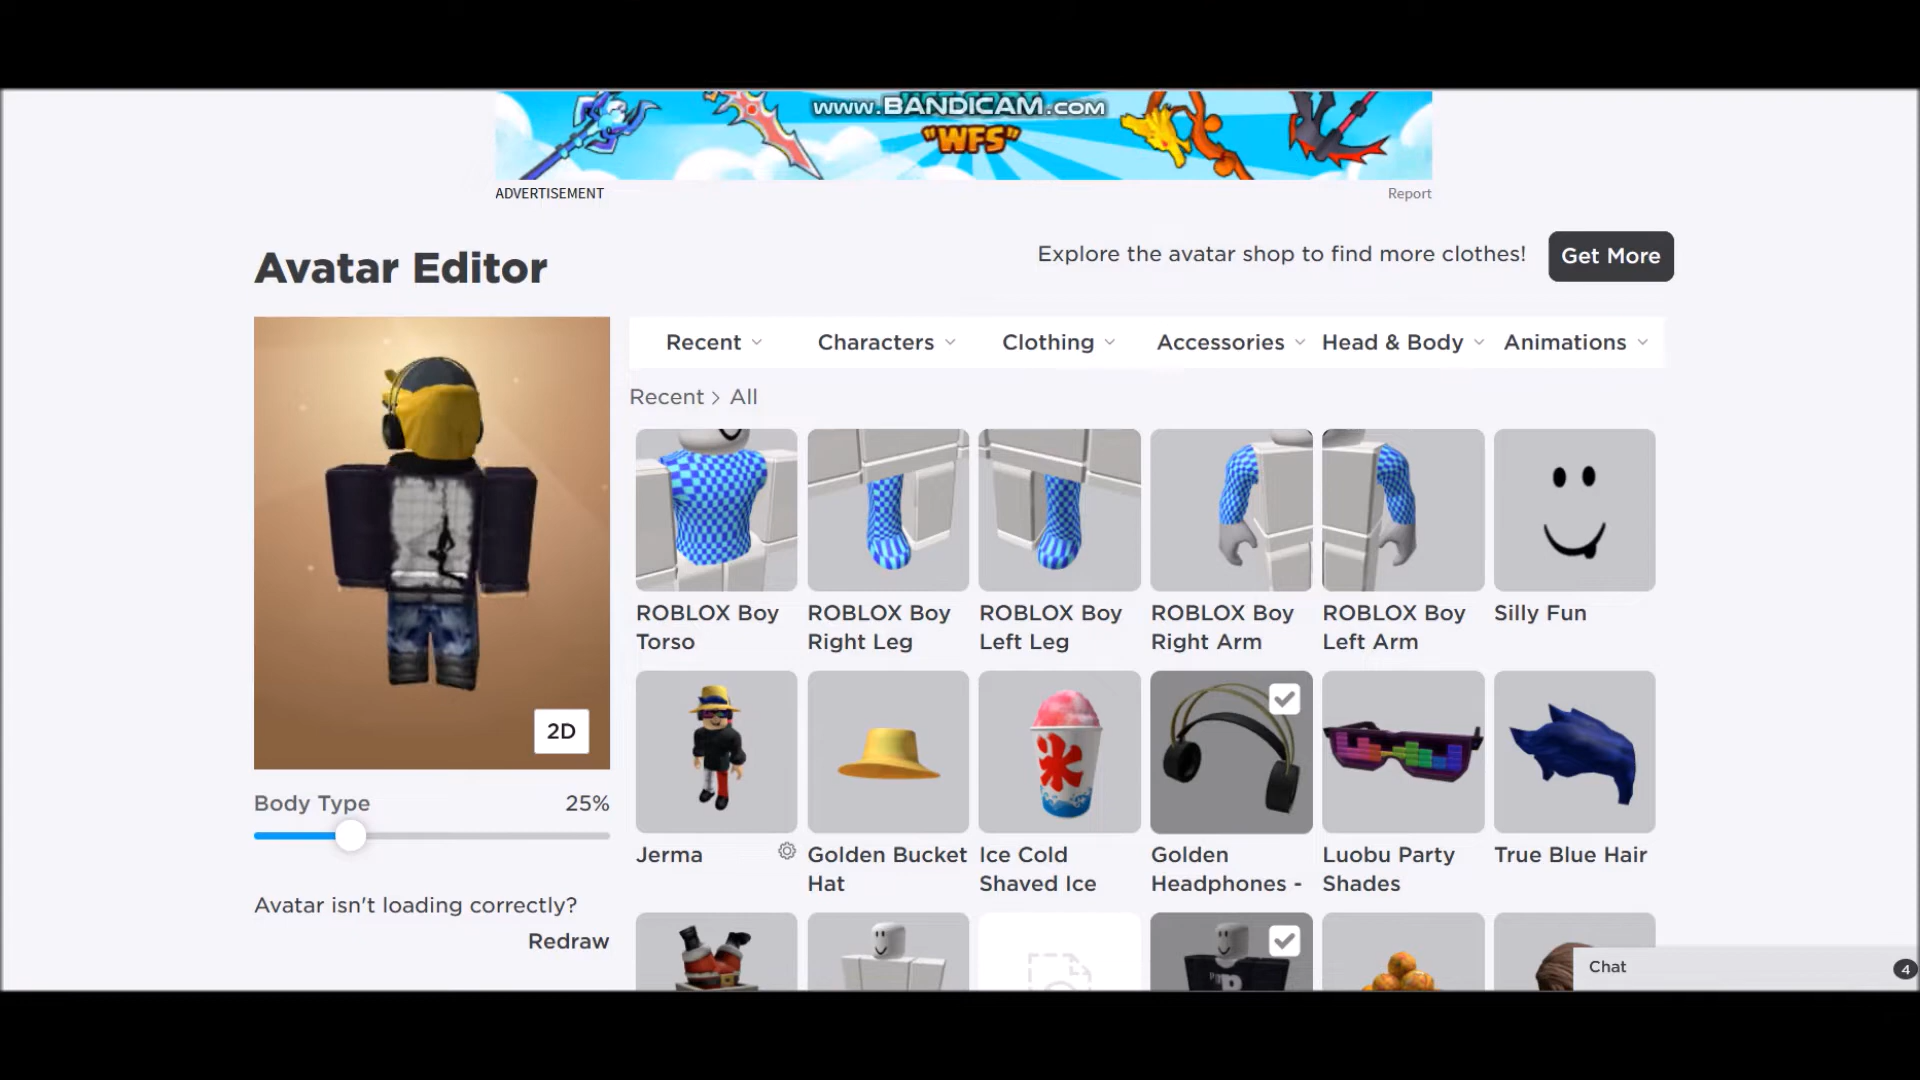 www.BANDICAM.com
"WFS"
ADVERTISEMENT
Report
Avatar Editor
Explore the avatar shop to find more clothes!
Get More
Recent
Characters
Clothing
Accessories
Head & Body
Animations
Recent > All
2D
Body Type
25%
Avatar isn't loading correctly?
Redraw
ROBLOX Boy
Torso
ROBLOX Boy
Right Leg
ROBLOX Boy
Left Leg
ROBLOX Boy
Right Arm
ROBLOX Boy
Left Arm
Silly Fun
氷
Jerma
Golden Bucket
Hat
Ice Cold
Shaved Ice
Golden
Headphones -
Luobu Party
Shades
True Blue Hair
Chat
4